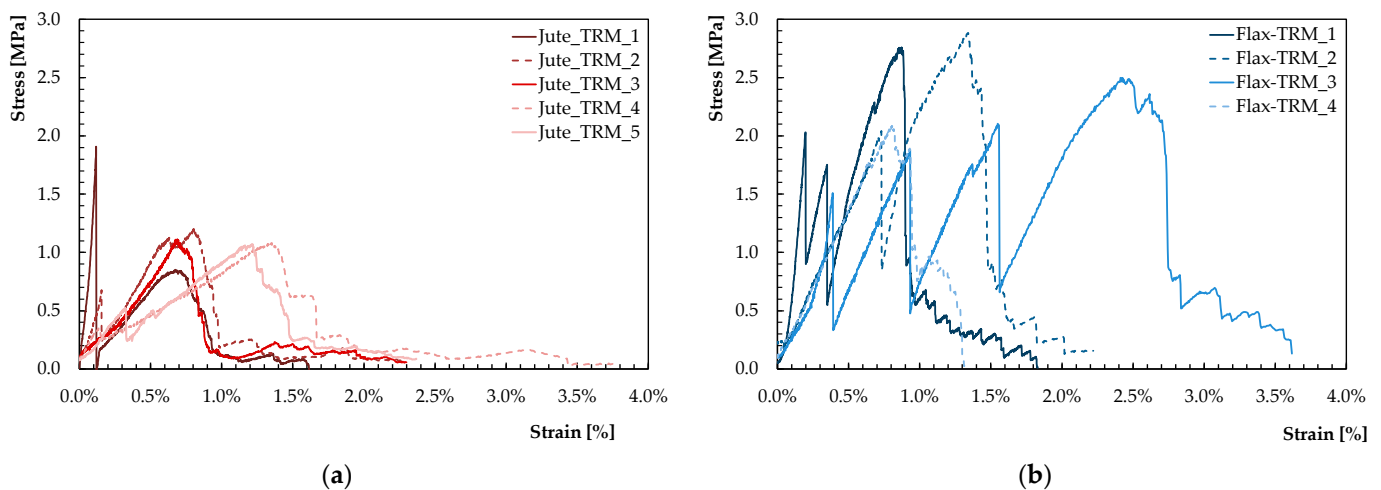 Stress [MPa]
3.0
2.5
2.0
1.5
1.0
0.5
0.0
Jute_TRM_1
Jute_TRM_2
Jute_TRM_3
Jute_TRM_4
Jute_TRM_5
0.0% 0.5% 1.0% 1.5% 2.0% 2.5% 3.0% 3.5% 4.0%
Strain [%]
(a)
Stress [MPa]
3.0
2.5
2.0
1.5
1.0
0.5
0.0
Flax-TRM_1
Flax-TRM_2
Flax-TRM_3
Flax-TRM_4
0.0% 0.5% 1.0% 1.5% 2.0% 2.5% 3.0% 3.5% 4.0%
Strain [%]
(b)